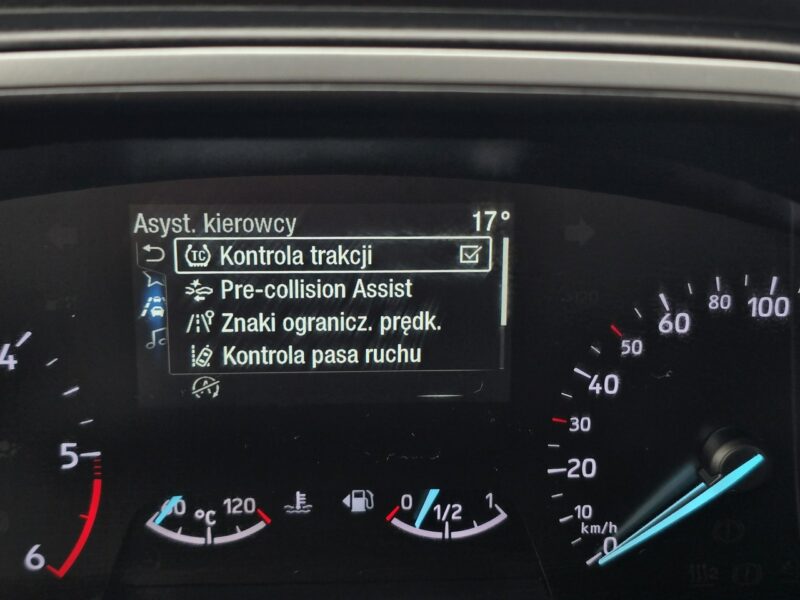 Asyst. kierowcy 17°
TC Kontrola trakcji
Pre-collision Assist
Znaki ogranicz. prędk.
Kontrola pasa ruchu
A
4
5
6
60 °C 120
0 1/2 1
0
10
20
30
40
50
60
80
100
km/h